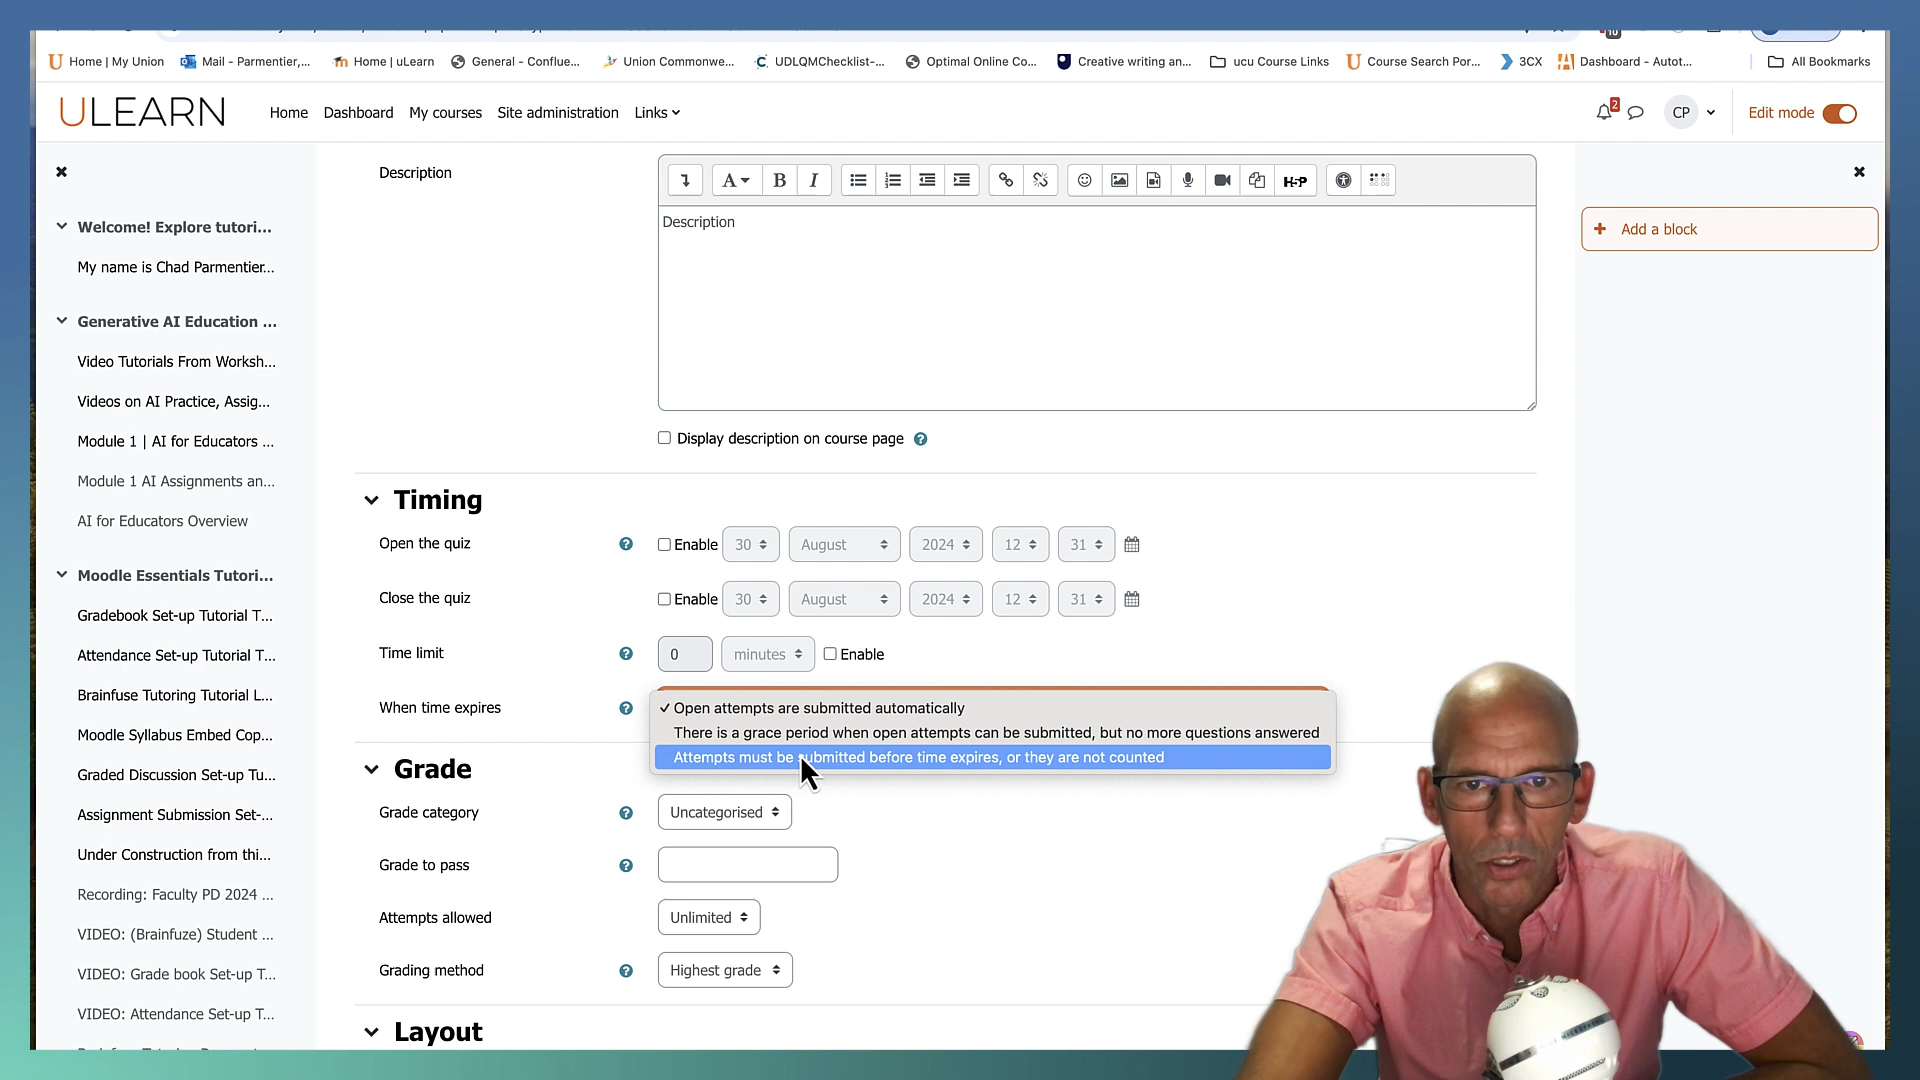 Home | My Union
Mail - Parmentier,...
Home | uLearn
General - Conflue...
Union Commonwe...
UDLQMChecklist-...
Optimal Online Co...
Creative writing an...
ucu Course Links
Course Search Por...
3CX
Dashboard - Autot...
All Bookmarks
ULEARN
Home
Dashboard
My courses
Site administration
Links
2
CP
Edit mode
Welcome! Explore tutori...
My name is Chad Parmentier...
Generative AI Education ...
Video Tutorials From Worksh...
Videos on AI Practice, Assig...
Module 1 | AI for Educators ...
Module 1 AI Assignments an...
AI for Educators Overview
Moodle Essentials Tutori...
Gradebook Set-up Tutorial T...
Attendance Set-up Tutorial T...
Brainfuse Tutoring Tutorial L...
Moodle Syllabus Embed Cop...
Graded Discussion Set-up Tu...
Assignment Submission Set-...
Under Construction from thi...
Recording: Faculty PD 2024 ...
VIDEO: (Brainfuze) Student ...
VIDEO: Grade book Set-up T...
VIDEO: Attendance Set-up T...
Description
A B I H5P
Description
Display description on course page
Timing
Open the quiz
Enable 30 August 2024 12 31
Close the quiz
Enable 30 August 2024 12 31
Time limit
0 minutes Enable
When time expires
✓ Open attempts are submitted automatically
There is a grace period when open attempts can be submitted, but no more questions answered
Attempts must be submitted before time expires, or they are not counted
Grade
Grade category
Uncategorised
Grade to pass
Attempts allowed
Unlimited
Grading method
Highest grade
Layout
+ Add a block